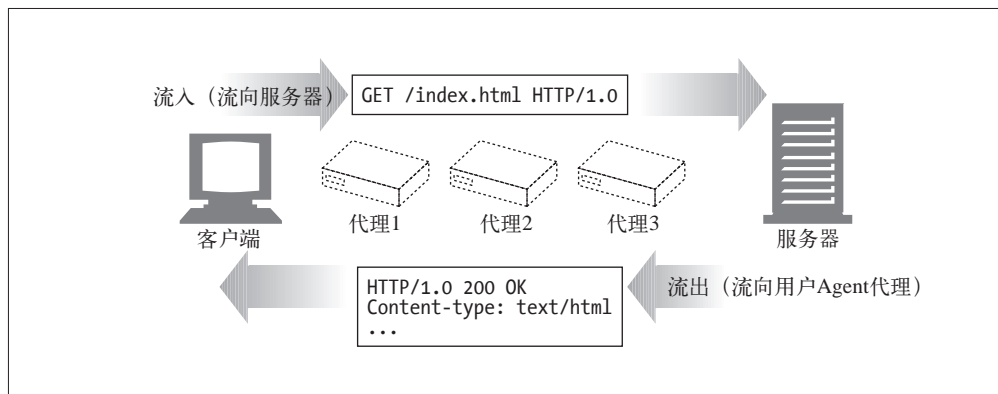 流入（流向服务器）
GET /index.html HTTP/1.0
代理1
代理2
代理3
客户端
服务器
HTTP/1.0 200 OK
Content-type: text/html
...
流出（流向用户Agent代理）